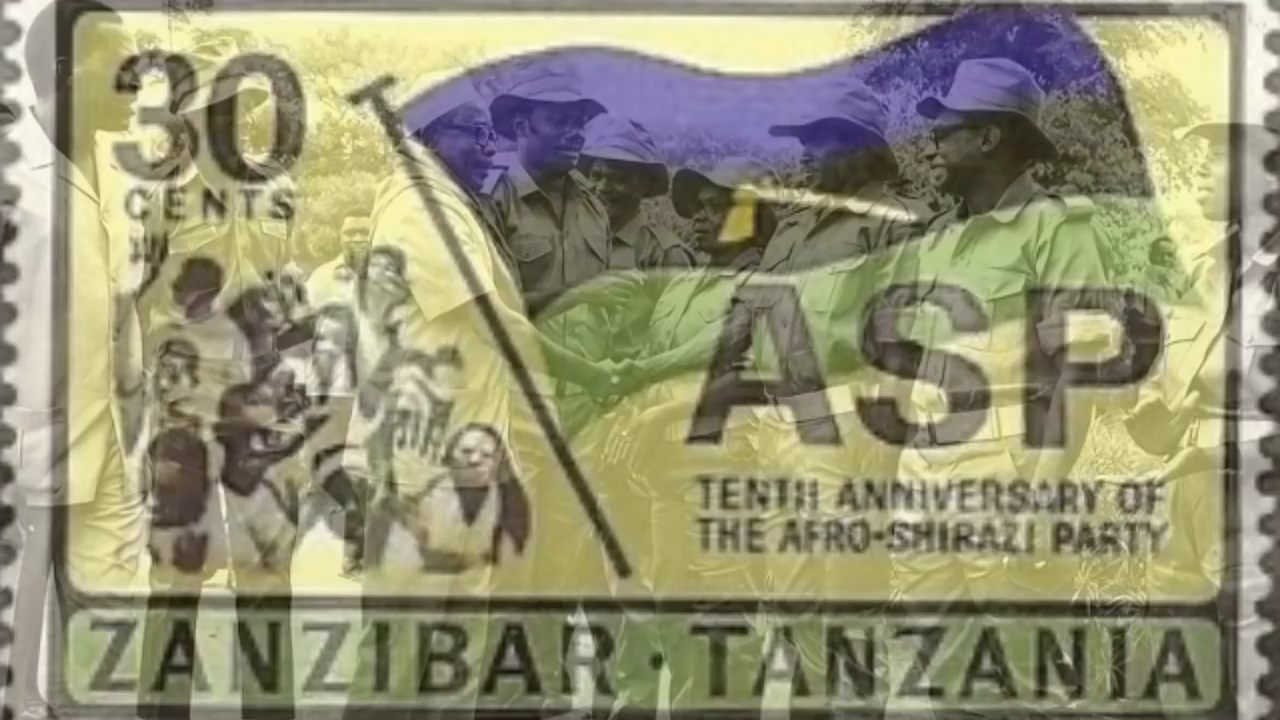 30
CENTS
ASP
TENTH ANNIVERSARY OF
THE AFRO-SHIRAZI PARTY
ZANZIBAR·TANZANIA